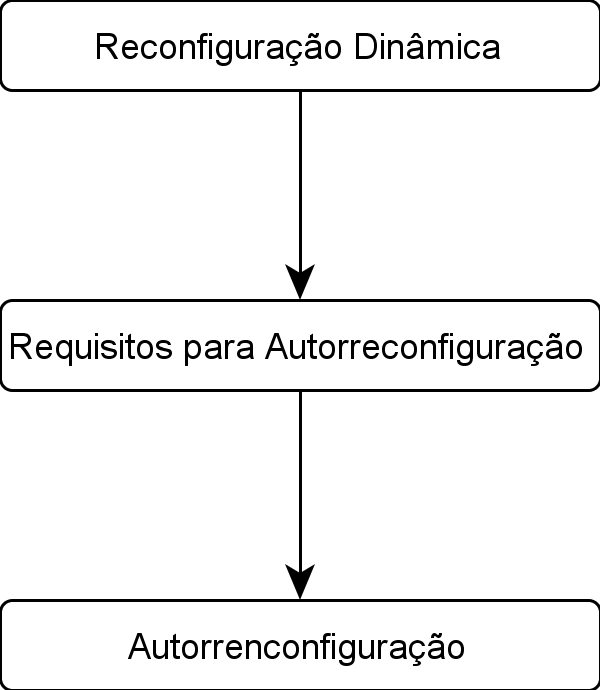 Reconfiguração Dinâmica
Requisitos para Autorreconfiguração
Autorrenconfiguração